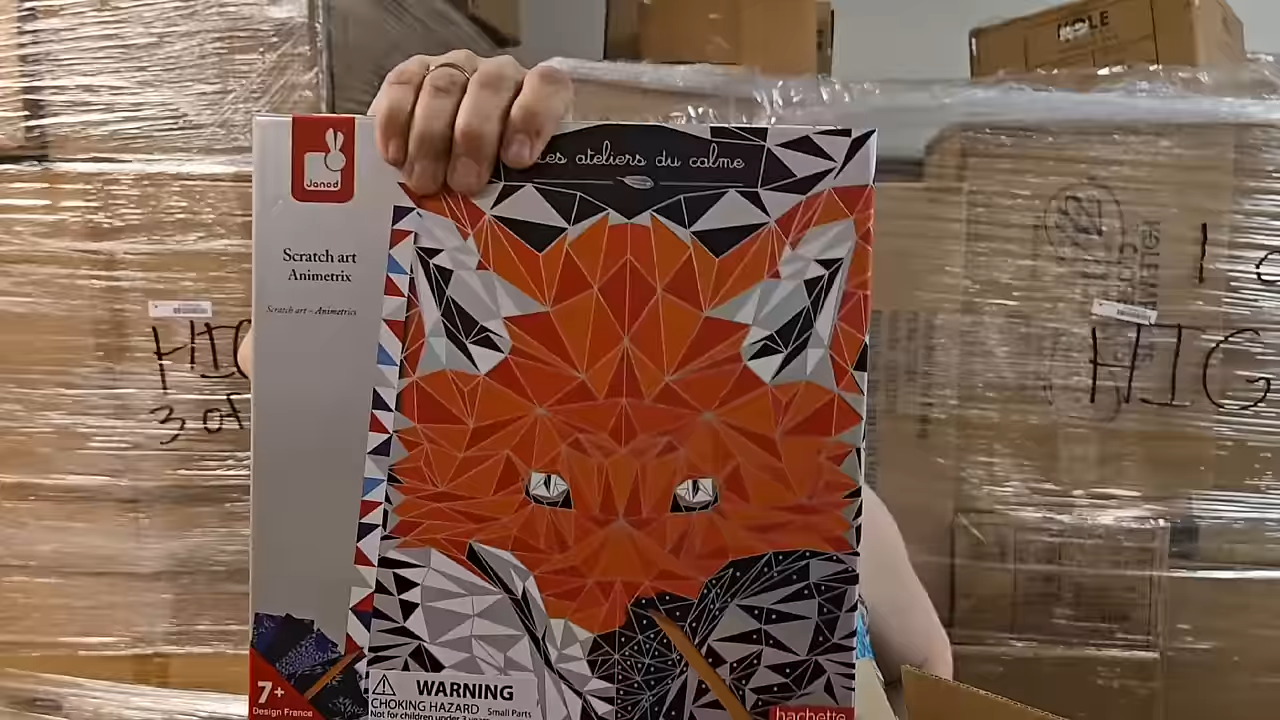 Janod
les ateliers du calme
Scratch art
Animetrix
Scratch art - Animetrics
7+
Design France
WARNING
CHOKING HAZARD Small Parts
Not for children under 3 years
hachette
HIG
3 of
HIG